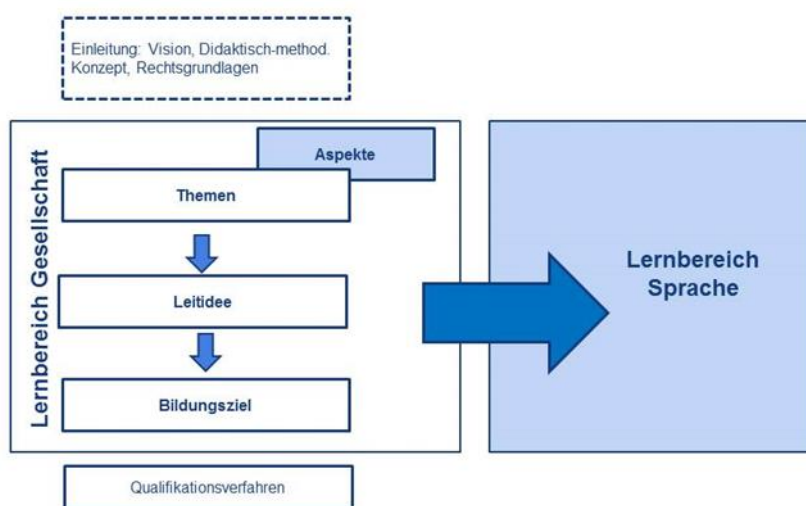 Einleitung: Vision, Didaktisch-method.
Konzept, Rechtsgrundlagen
Lernbereich Gesellschaft
Aspekte
Themen
Leitidee
Bildungsziel
Lernbereich
Sprache
Qualifikationsverfahren